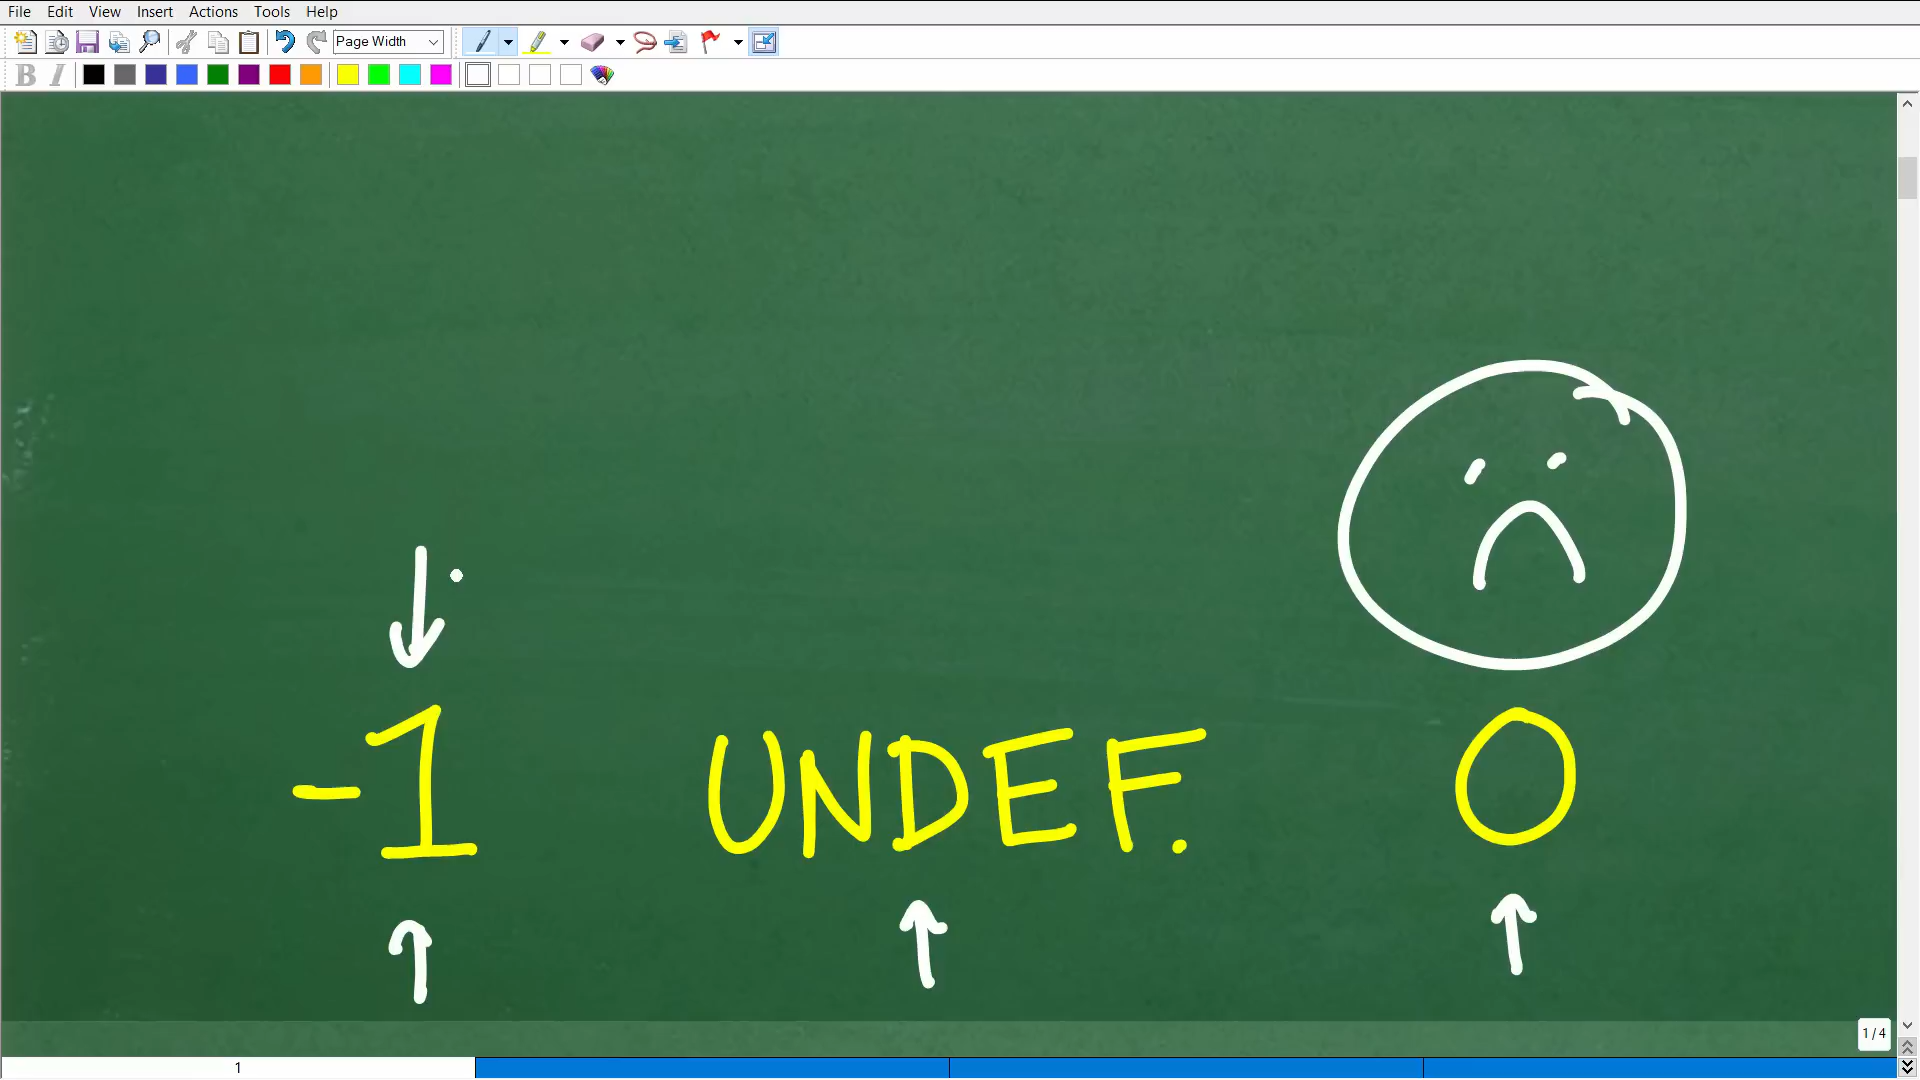 File Edit View Insert Actions Tools Help
Page Width
B I
-1 UNDEF. 0
1 / 4
1